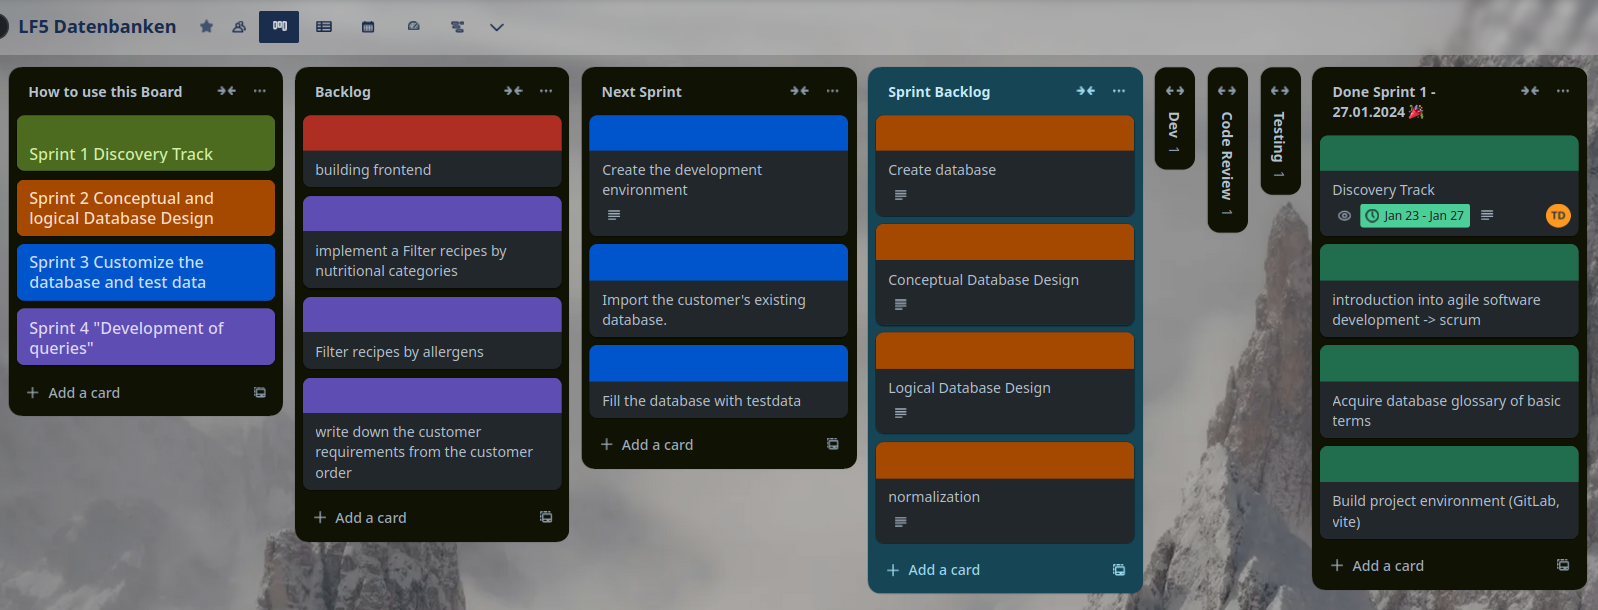 LF5 Datenbanken
How to use this Board
Sprint 1 Discovery Track
Sprint 2 Conceptual and
logical Database Design
Sprint 3 Customize the
database and test data
Sprint 4 "Development of
queries"
Add a card
Backlog
building frontend
implement a Filter recipes by
nutritional categories
Filter recipes by allergens
write down the customer
requirements from the customer
order
Add a card
Next Sprint
Create the development
environment
Import the customer's existing
database.
Fill the database with testdata
Add a card
Sprint Backlog
Create database
Conceptual Database Design
Logical Database Design
normalization
Add a card
Dev 1
Code Review 1
Testing 1
Done Sprint 1 -
27.01.2024 🎉
Discovery Track
Jan 23 - Jan 27
TD
introduction into agile software
development -> scrum
Acquire database glossary of basic
terms
Build project environment (GitLab,
vite)
Add a card